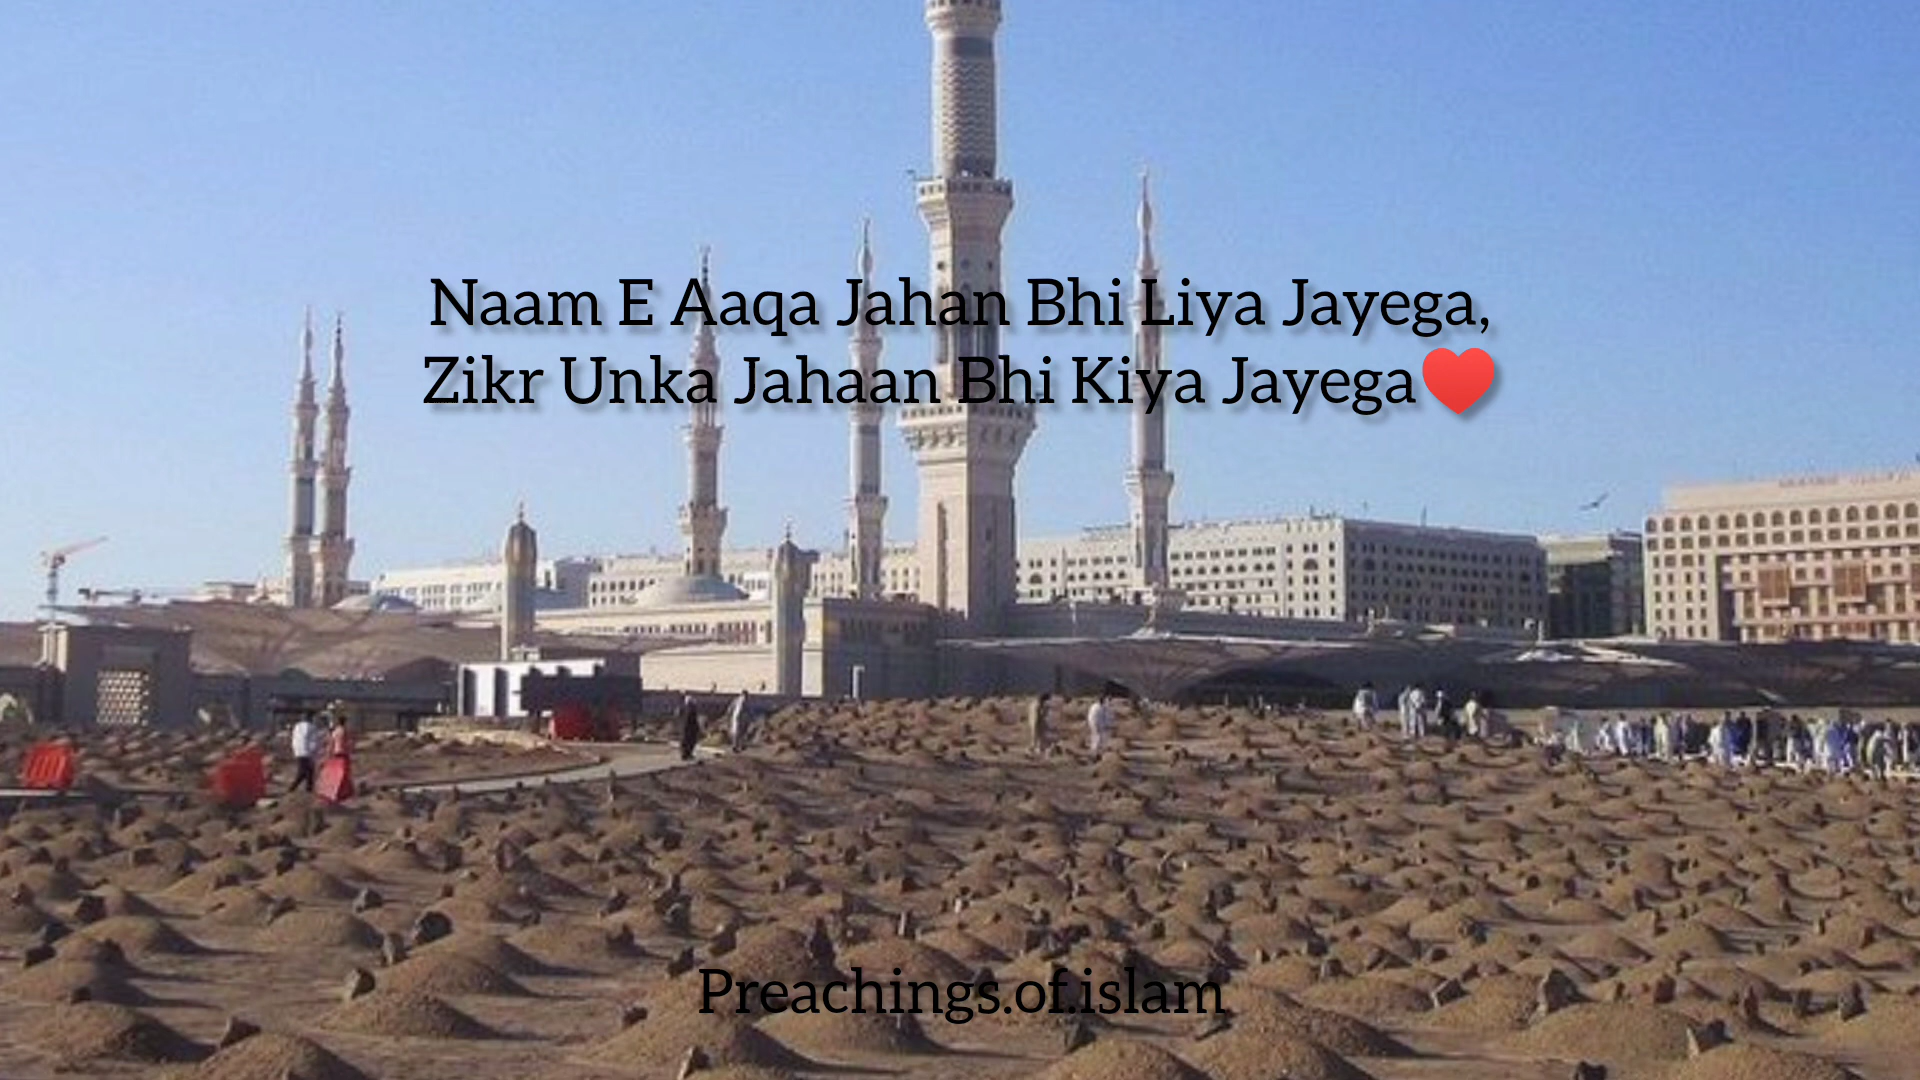 Naam E Aaqa Jahan Bhi Liya Jayega,
Zikr Unka Jahaan Bhi Kiya Jayega❤️
Preachings.of.islam